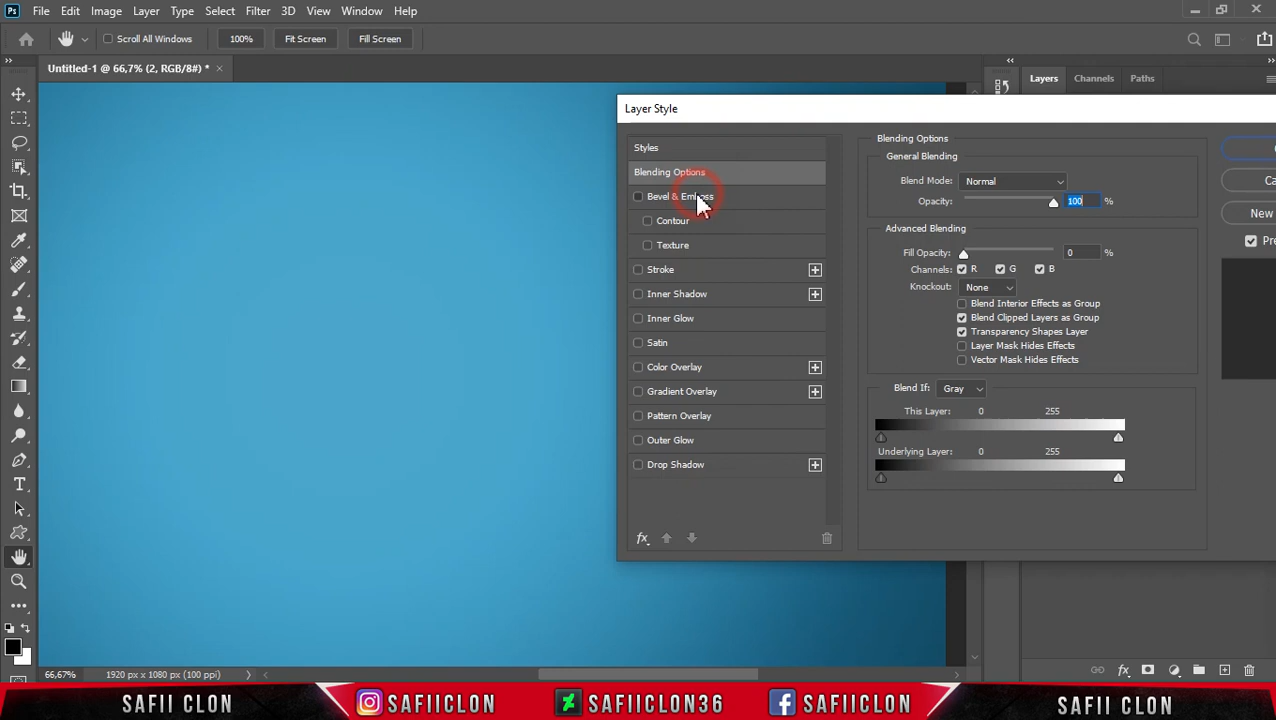 Ps File Edit Image Layer Type Select Filter 3D View Window Help
Scroll All Windows 100% Fit Screen Fill Screen
Untitled-1 @ 66,7% (2, RGB/8#) * ×
Layers Channels Paths
Layer Style
Styles
Blending Options
Bevel & Emboss
Contour
Texture
Stroke
Inner Shadow
Inner Glow
Satin
Color Overlay
Gradient Overlay
Pattern Overlay
Outer Glow
Drop Shadow
fx
Blending Options
General Blending
Blend Mode: Normal
Opacity: 100 %
Advanced Blending
Fill Opacity: 0 %
Channels: R G B
Knockout: None
Blend Interior Effects as Group
Blend Clipped Layers as Group
Transparency Shapes Layer
Layer Mask Hides Effects
Vector Mask Hides Effects
Blend If: Gray
This Layer: 0 255
Underlying Layer: 0 255
Ca
New
Pre
66,67% 1920 px x 1080 px (100 ppi)
fx
SAFII CLON SAFIICLON SAFIICLON36 SAFIICLON SAFII CLON